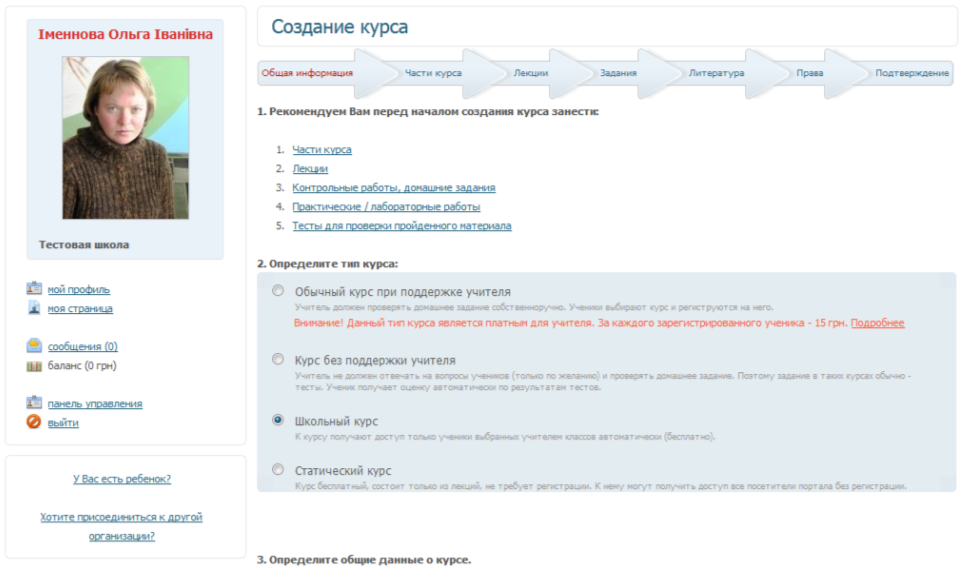 Іменнова Ольга Іванівна
Тестовая школа
мой профиль
моя страница
сообщения (0)
баланс (0 грн)
панель управления
выйти
У Вас есть ребенок?
Хотите присоединиться к другой
организации?
Создание курса
Общая информация Части курса Лекции Задания Литература Права Подтверждение
1. Рекомендуем Вам перед началом создания курса занести:
1. Части курса
2. Лекции
3. Контрольные работы, домашние задания
4. Практические / лабораторные работы
5. Тесты для проверки пройденного материала
2. Определите тип курса:
Обычный курс при поддержке учителя
Учитель должен проверять домашнее задание собственноручно. Ученики выбирают курс и регистрируются на него.
Внимание! Данный тип курса является платным для учителя. За каждого зарегистрированного ученика - 15 грн. Подробнее
Курс без поддержки учителя
Учитель не должен отвечать на вопросы учеников (только по желанию) и проверять домашнее задание. Поэтому задание в таких курсах обычно -
тесты. Ученик получает оценку автоматически по результатам тестов.
Школьный курс
К курсу получают доступ только ученики выбранных учителем классов автоматически (бесплатно).
Статический курс
Курс бесплатный, состоит только из лекций, не требует регистрации. К нему могут получить доступ все посетители портала без регистрации.
3. Определите общие данные о курсе.